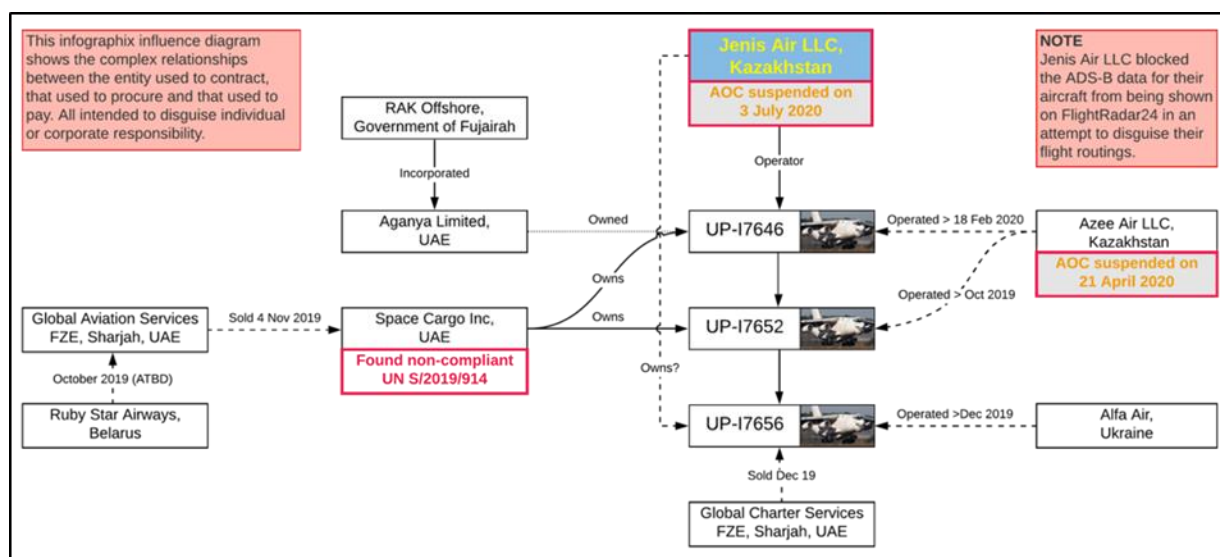 This infographix influence diagram
shows the complex relationships
between the entity used to contract,
that used to procure and that used to
pay. All intended to disguise individual
or corporate responsibility.
Jenis Air LLC,
Kazakhstan
AOC suspended on
3 July 2020
NOTE
Jenis Air LLC blocked
the ADS-B data for their
aircraft from being shown
on FlightRadar24 in an
attempt to disguise their
flight routings.
RAK Offshore,
Government of Fujairah
Incorporated
Operator
Aganya Limited,
UAE
Owned
UP-I7646
Operated > 18 Feb 2020
Azee Air LLC,
Kazakhstan
AOC suspended on
21 April 2020
Owns
Operated > Oct 2019
Global Aviation Services
FZE, Sharjah, UAE
Sold 4 Nov 2019
Space Cargo Inc,
UAE
Found non-compliant
UN S/2019/914
Owns
UP-I7652
October 2019 (ATBD)
Owns?
Ruby Star Airways,
Belarus
UP-I7656
Operated >Dec 2019
Alfa Air,
Ukraine
Sold Dec 19
Global Charter Services
FZE, Sharjah, UAE